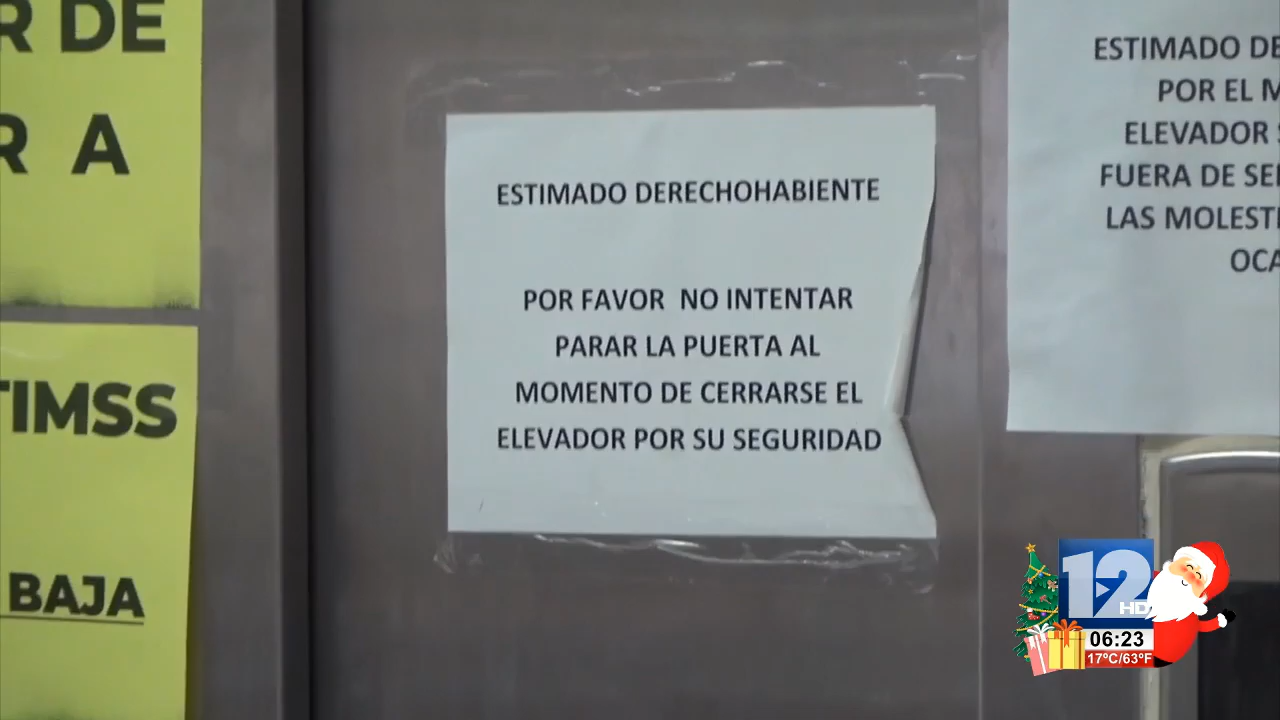 R DE
R A
TIMSS
BAJA
ESTIMADO DERECHOHABIENTE
POR FAVOR NO INTENTAR
PARAR LA PUERTA AL
MOMENTO DE CERRARSE EL
ELEVADOR POR SU SEGURIDAD
ESTIMADO DE
POR EL M
ELEVADOR
FUERA DE SE
LAS MOLESTI
OCA
12
HD
06:23
17°C/63°F